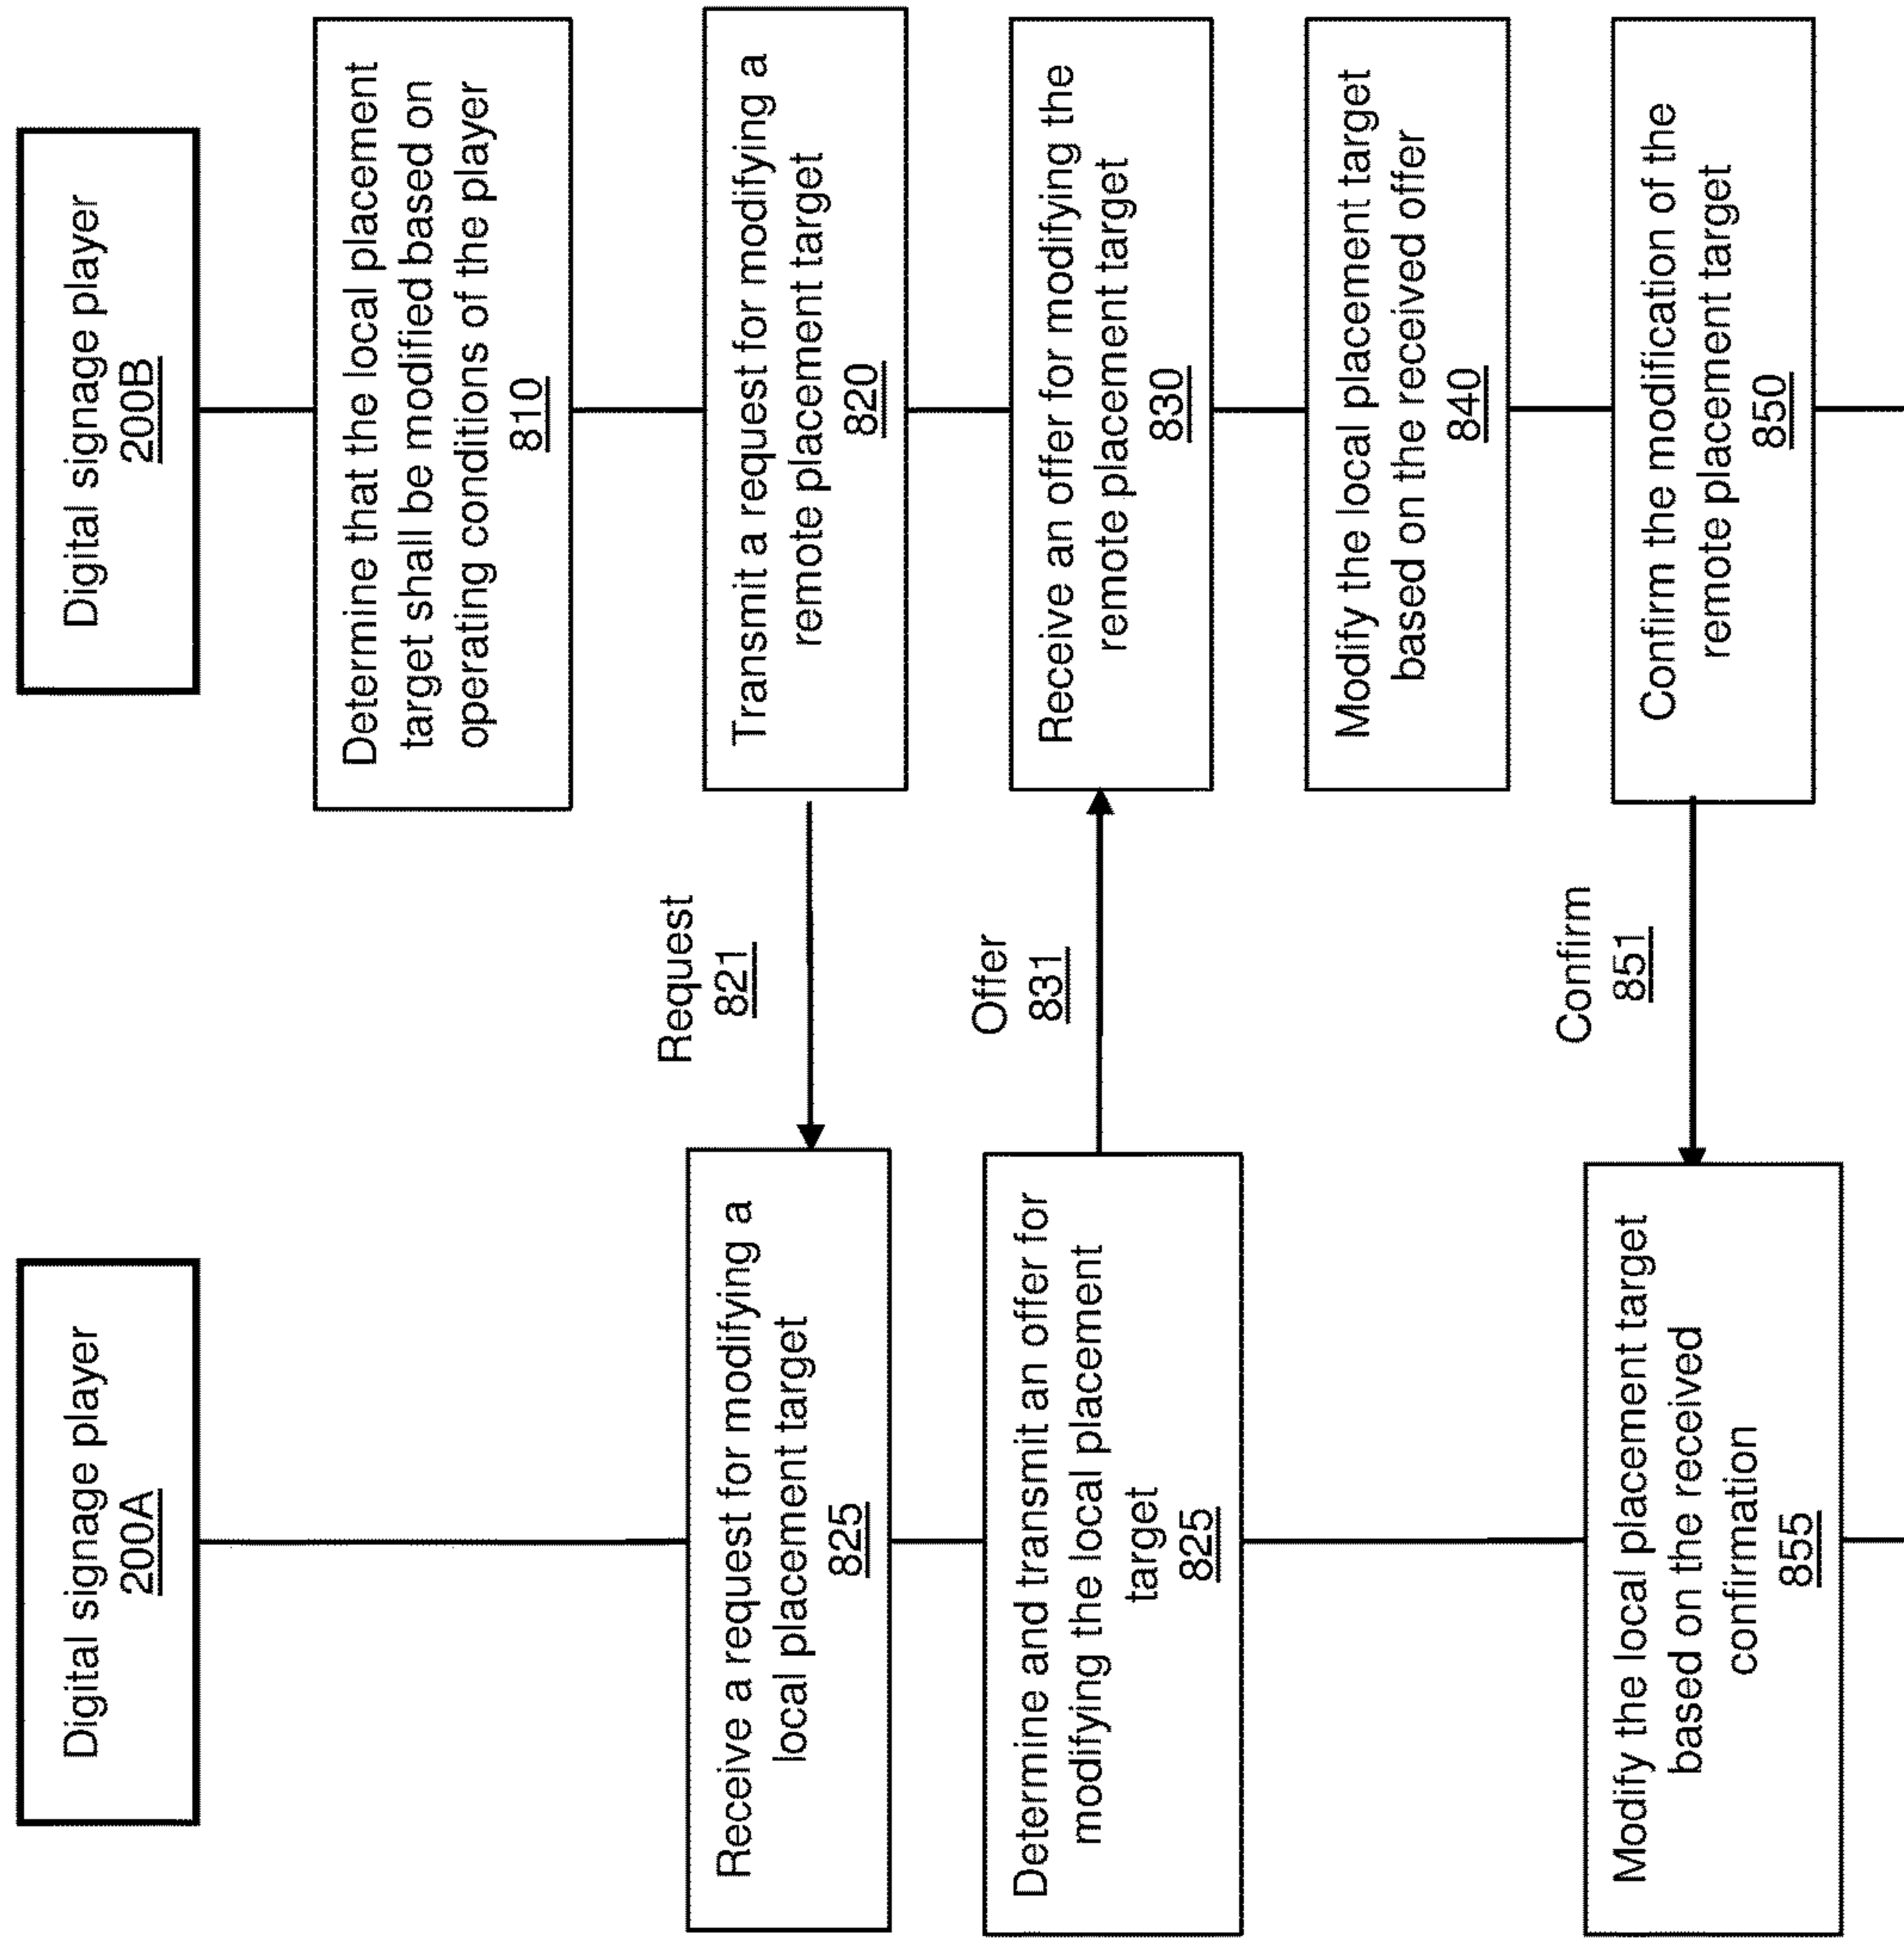 Digital signage player
200A
Receive a request for modifying a
local placement target
825
Determine and transmit an offer for
modifying the local placement
target
825
Modify the local placement target
based on the received
confirmation
855
Request
821
Offer
831
Confirm
851
Digital signage player
200B
Determine that the local placement
target shall be modified based on
operating conditions of the player
810
Transmit a request for modifying a
remote placement target
820
Receive an offer for modifying the
remote placement target
830
Modify the local placement target
based on the received offer
840
Confirm the modification of the
remote placement target
850